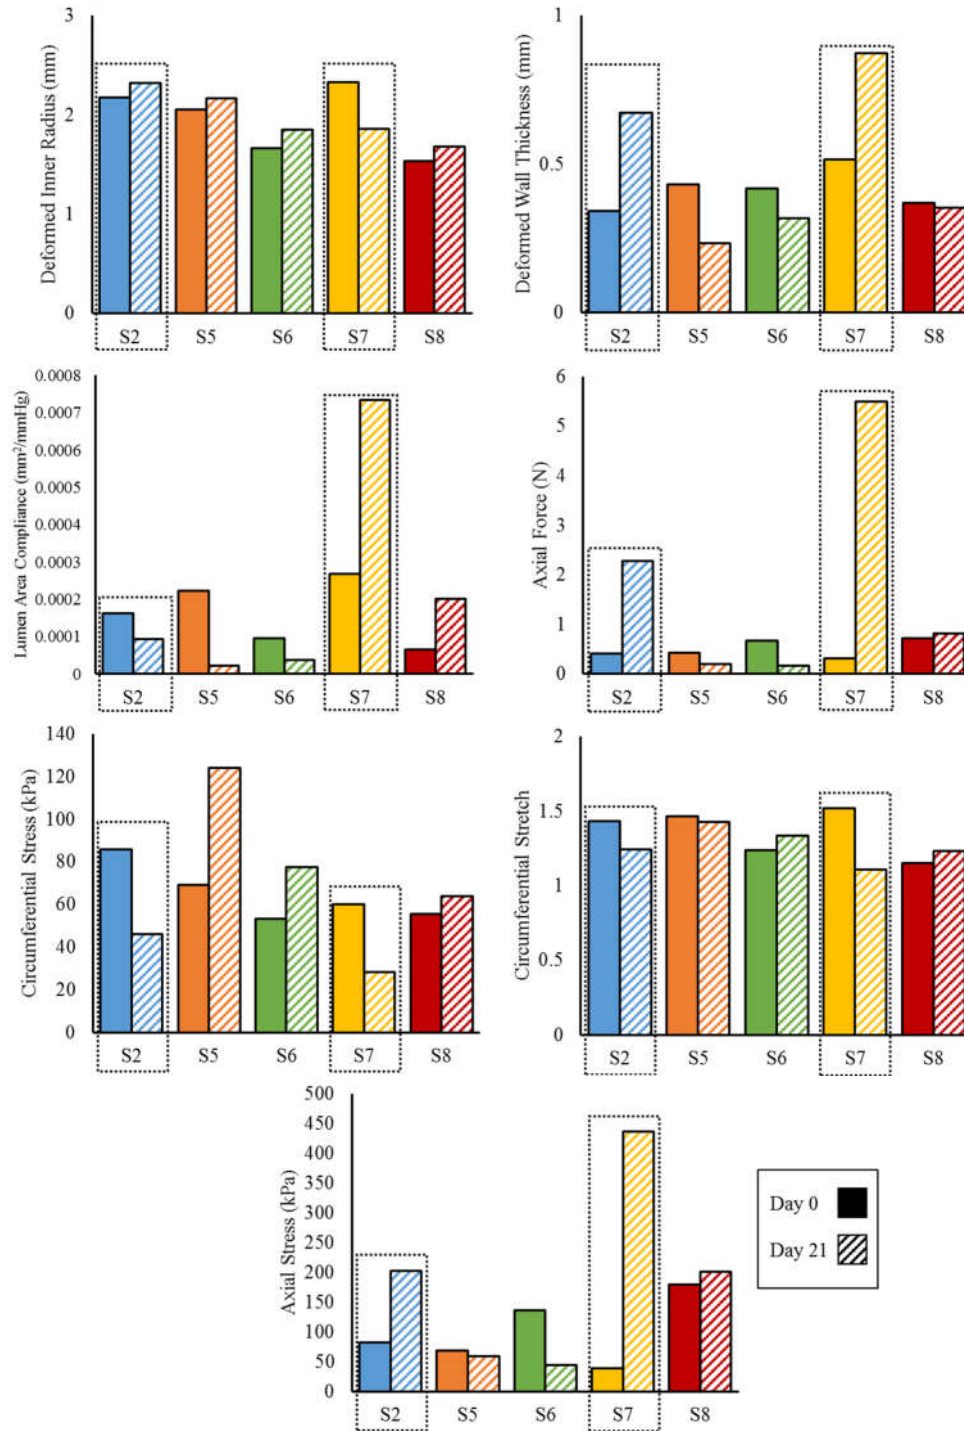 Deformed Inner Radius (mm)
3
2
1
0
S2 S5 S6 S7 S8
Deformed Wall Thickness (mm)
1
0.5
0
S2 S5 S6 S7 S8
Lumen Area Compliance (mm²/mmHg)
0.0008
0.0007
0.0006
0.0005
0.0004
0.0003
0.0002
0.0001
0
S2 S5 S6 S7 S8
Axial Force (N)
6
5
4
3
2
1
0
S2 S5 S6 S7 S8
Circumferential Stress (kPa)
140
120
100
80
60
40
20
0
S2 S5 S6 S7 S8
Circumferential Stretch
2
1.5
1
0.5
0
S2 S5 S6 S7 S8
Axial Stress (kPa)
500
450
400
350
300
250
200
150
100
50
0
S2 S5 S6 S7 S8
Day 0
Day 21